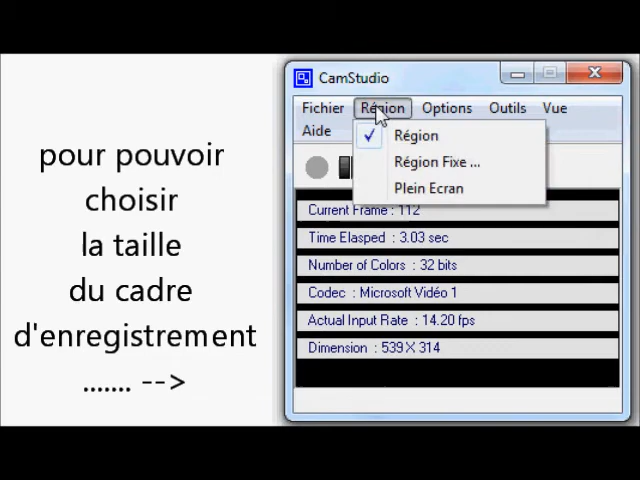 pour pouvoir
choisir
la taille
du cadre
d'enregistrement
....... -->
CamStudio
Fichier Région Options Outils Vue
Aide
Région
Région Fixe ...
Plein Ecran
Current Frame : 112
Time Elasped : 3.03 sec
Number of Colors : 32 bits
Codec : Microsoft Vidéo 1
Actual Input Rate : 14.20 fps
Dimension : 539 X 314